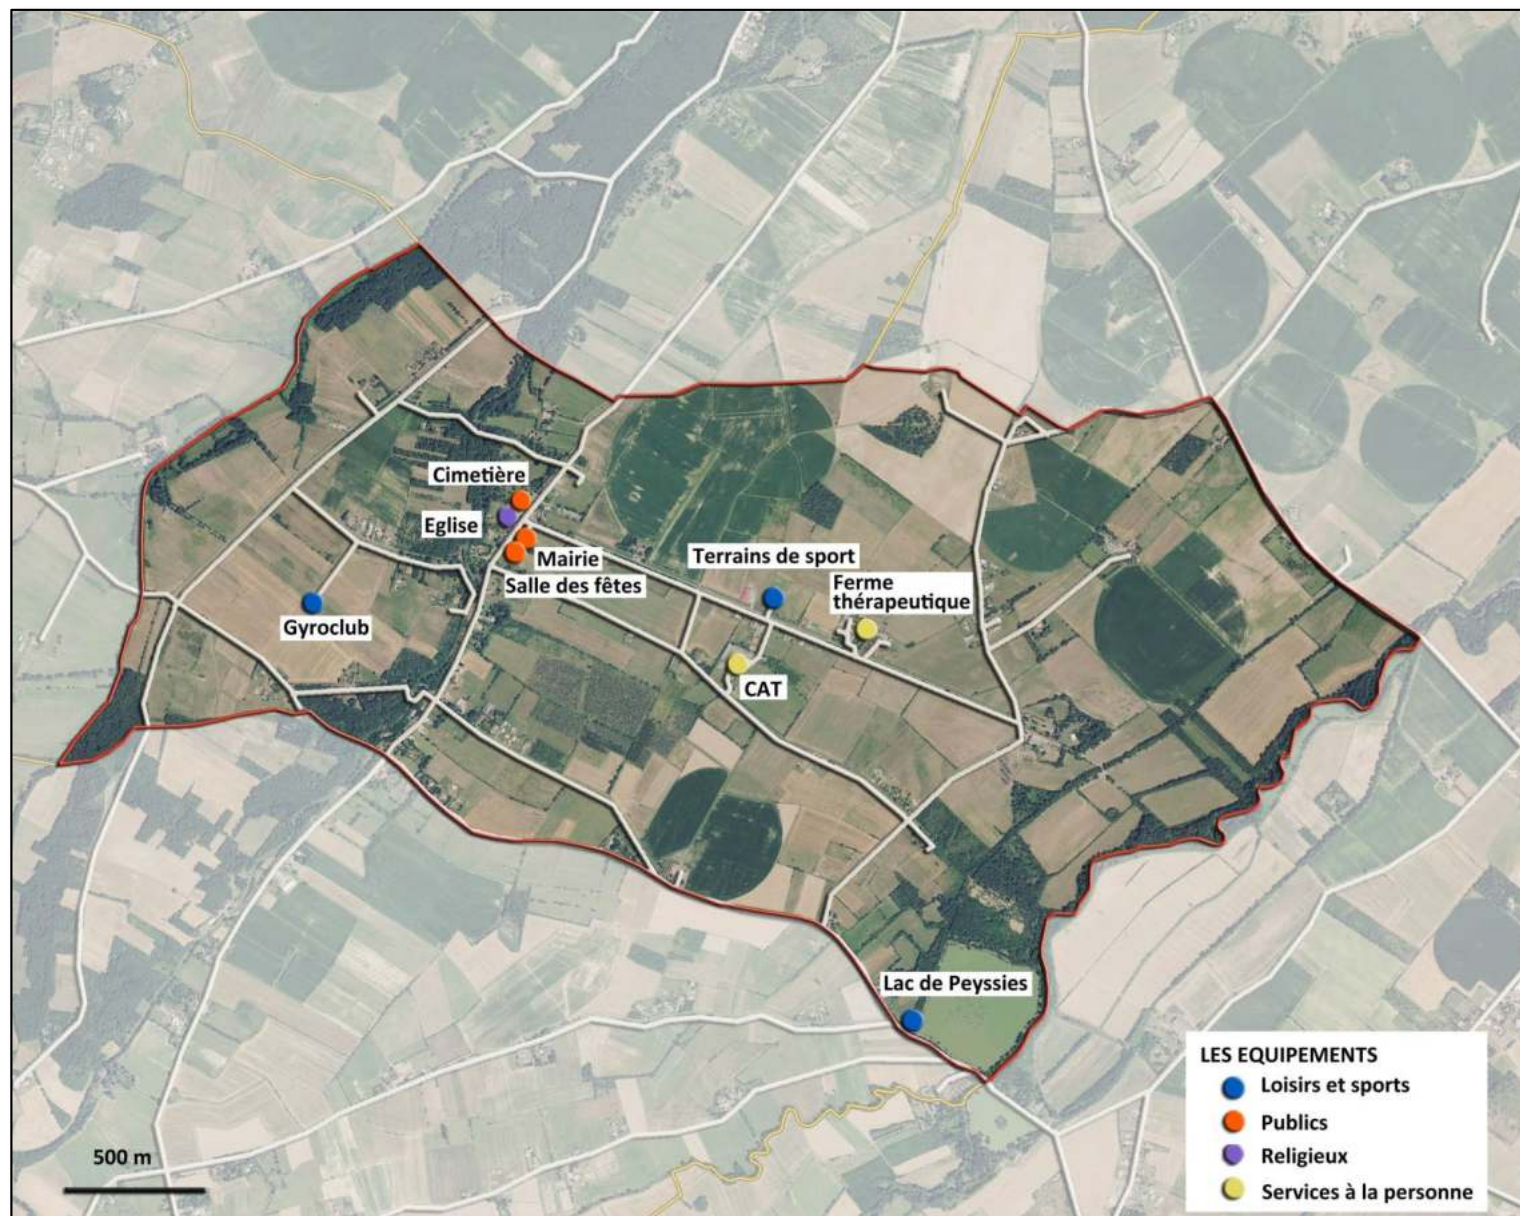 Cimetière
Eglise
Mairie
Salle des fêtes
Terrains de sport
Ferme
thérapeutique
Gyroclub
CAT
Lac de Peyssies
LES EQUIPEMENTS
Loisirs et sports
Publics
Religieux
Services à la personne
500 m